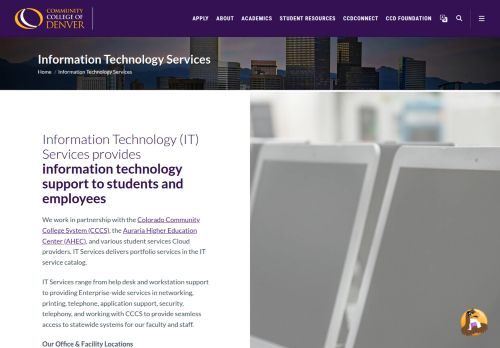 COMMUNITY
COLLEGE OF
DENVER
APPLY ABOUT ACADEMICS STUDENT RESOURCES CCDCONNECT CCD FOUNDATION
Information Technology Services
Home / Information Technology Services
Information Technology (IT)
Services provides
information technology
support to students and
employees
We work in partnership with the Colorado Community
College System (CCCS), the Auraria Higher Education
Center (AHEC), and various student services Cloud
providers. IT Services delivers portfolio services in the IT
service catalog.
IT Services range from help desk and workstation support
to providing Enterprise-wide services in networking,
printing, telephone, application support, security,
telephony, and working with CCCS to provide seamless
access to statewide systems for our faculty and staff.
Our Office & Facility Locations